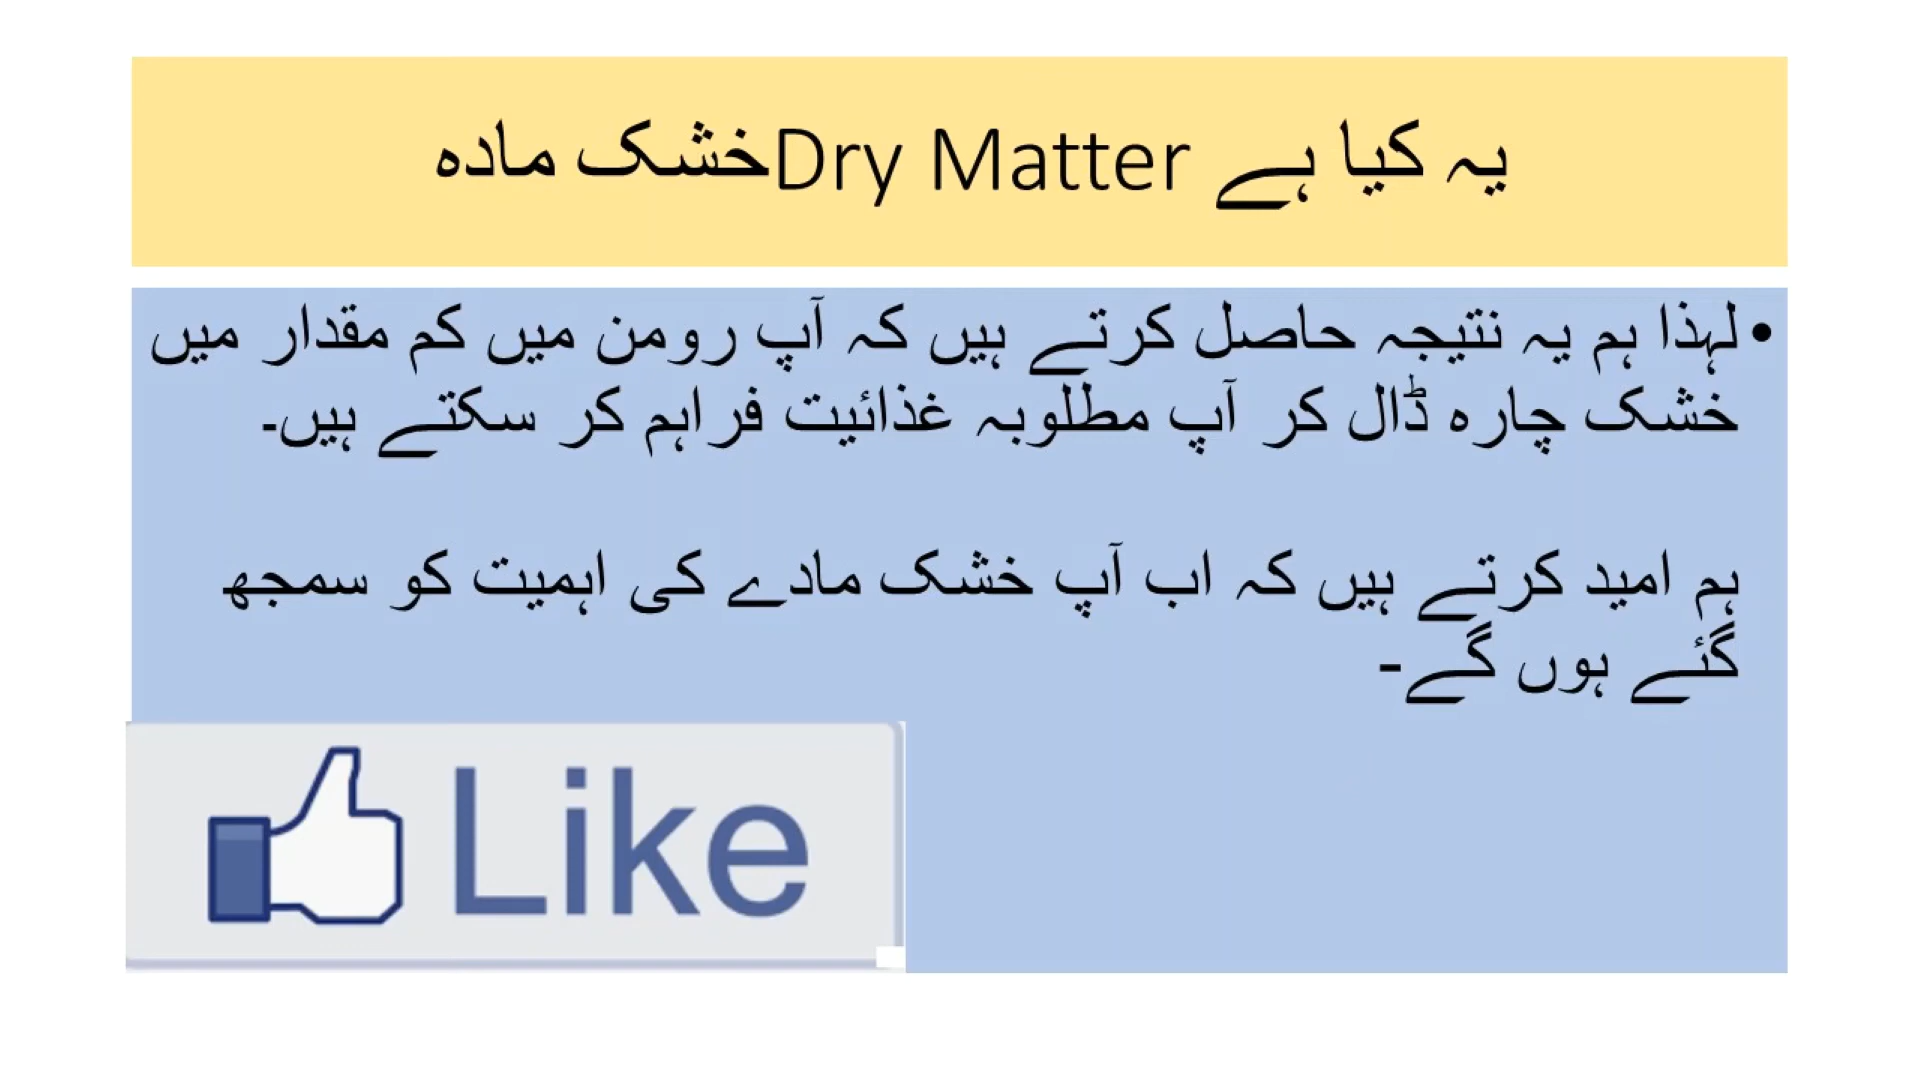 یہ کیا ہے Dry Matterخشک مادہ
•لہذا ہم یہ نتیجہ حاصل کرتے ہیں کہ آپ رومن میں کم مقدار میں
خشک چارہ ڈال کر آپ مطلوبہ غذائیت فراہم کر سکتے ہیں۔
ہم امید کرتے ہیں کہ اب آپ خشک مادے کی اہمیت کو سمجھ
گئے ہوں گے-
Like